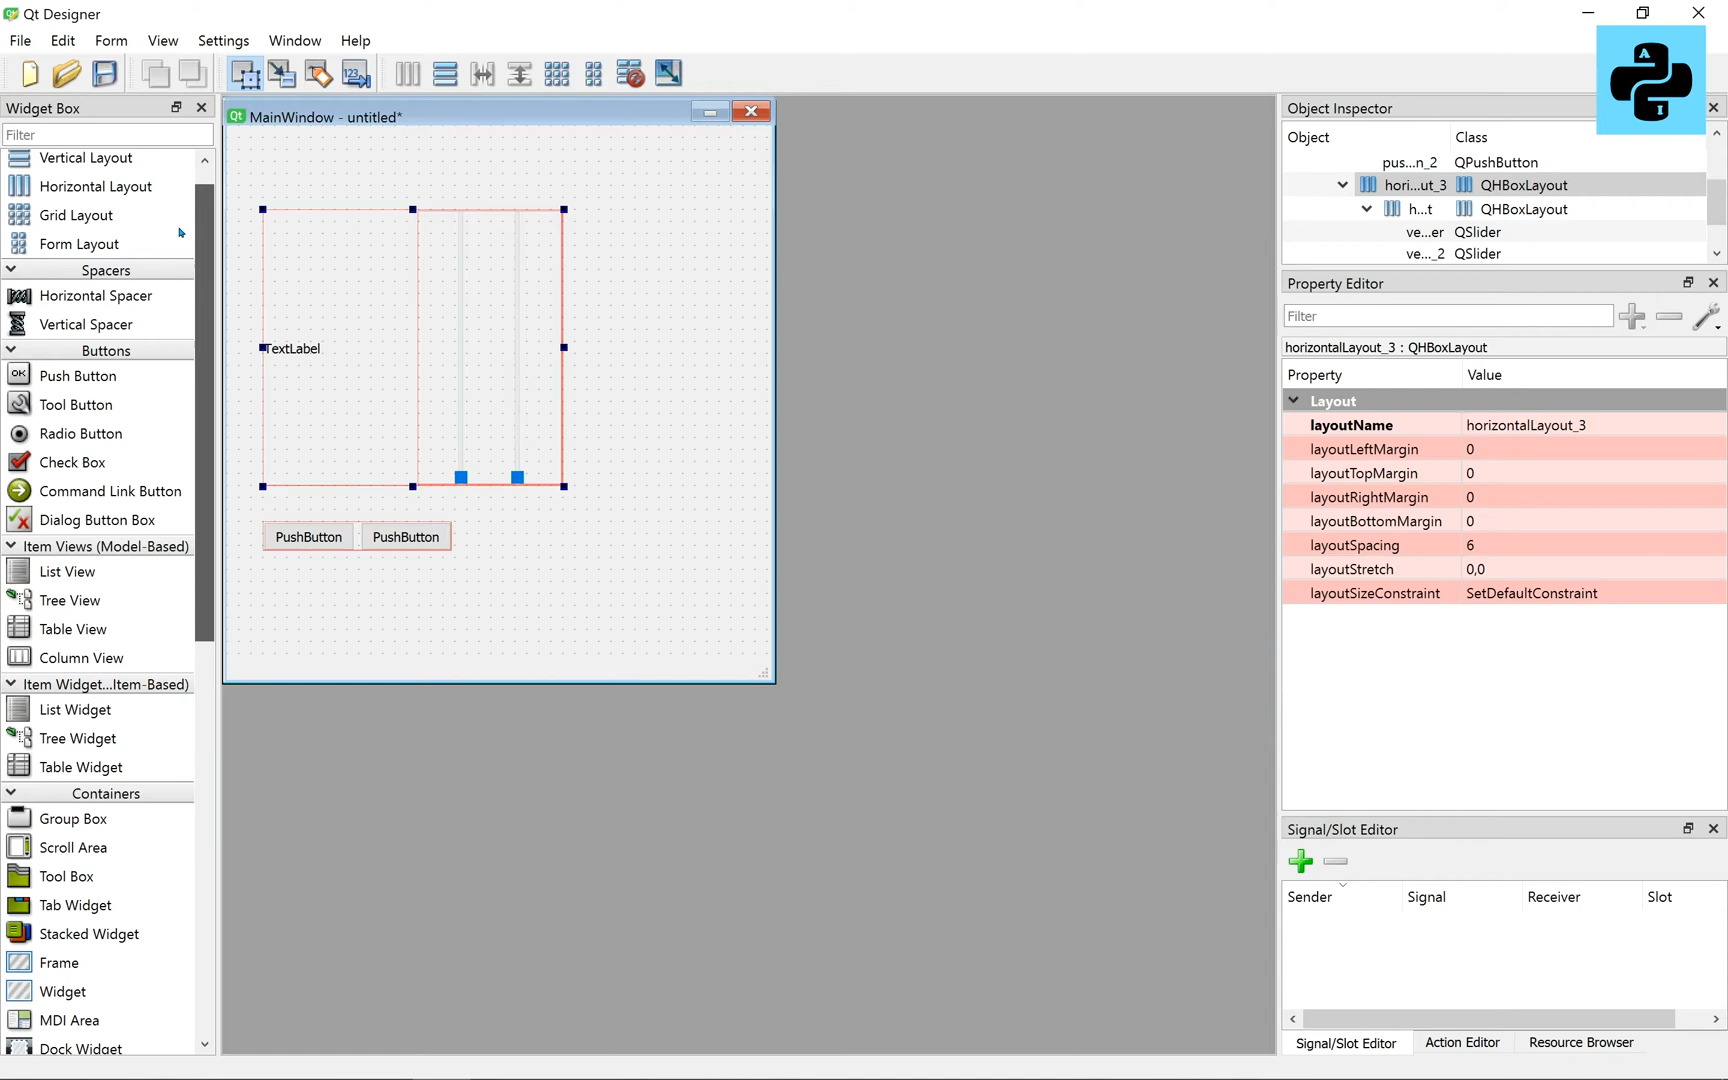 Qt Designer
File Edit Form View Settings Window Help
Widget Box
Filter
Vertical Layout
Horizontal Layout
Grid Layout
Form Layout
Spacers
Horizontal Spacer
Vertical Spacer
Buttons
OK Push Button
Tool Button
Radio Button
Check Box
Command Link Button
Dialog Button Box
Item Views (Model-Based)
List View
Tree View
Table View
Column View
Item Widget...Item-Based)
List Widget
Tree Widget
Table Widget
Containers
Group Box
Scroll Area
Tool Box
Tab Widget
Stacked Widget
Frame
Widget
MDI Area
Dock Widget
123
Qt MainWindow - untitled*
TextLabel
PushButton PushButton
A
I
Object Inspector
Object Class
pus...n_2 QPushButton
hori...ut_3 QHBoxLayout
h...t QHBoxLayout
ve...er QSlider
ve..._2 QSlider
Property Editor
Filter
horizontalLayout_3 : QHBoxLayout
Property Value
Layout
layoutName horizontalLayout_3
layoutLeftMargin 0
layoutTopMargin 0
layoutRightMargin 0
layoutBottomMargin 0
layoutSpacing 6
layoutStretch 0,0
layoutSizeConstraint SetDefaultConstraint
Signal/Slot Editor
Sender Signal Receiver Slot
Signal/Slot Editor Action Editor Resource Browser